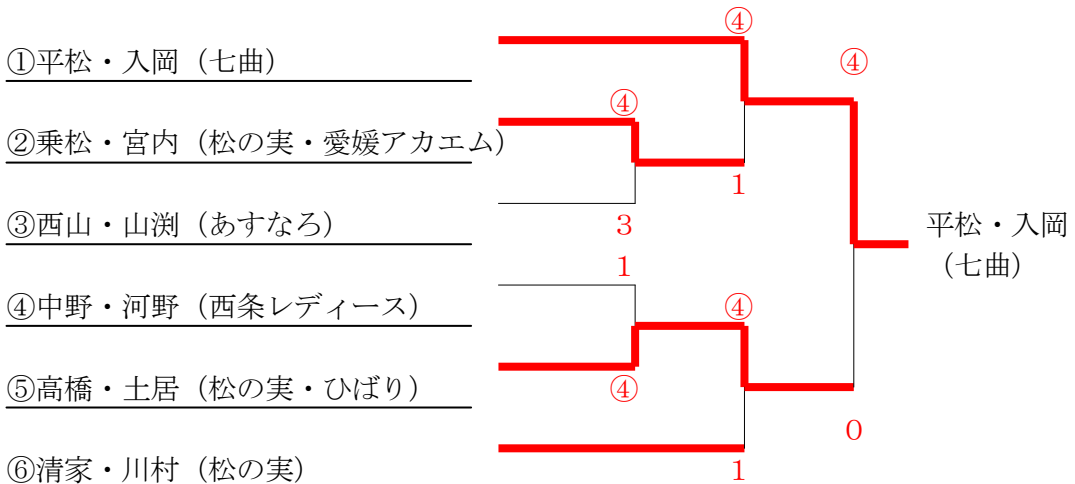 ④
①平松・入岡（七曲）
④
④
②乗松・宮内（松の実・愛媛アカエム）
1
③西山・山渕（あすなろ）
3
平松・入岡
（七曲）
1
④中野・河野（西条レディース）
④
⑤高橋・土居（松の実・ひばり）
④
0
⑥清家・川村（松の実）
1